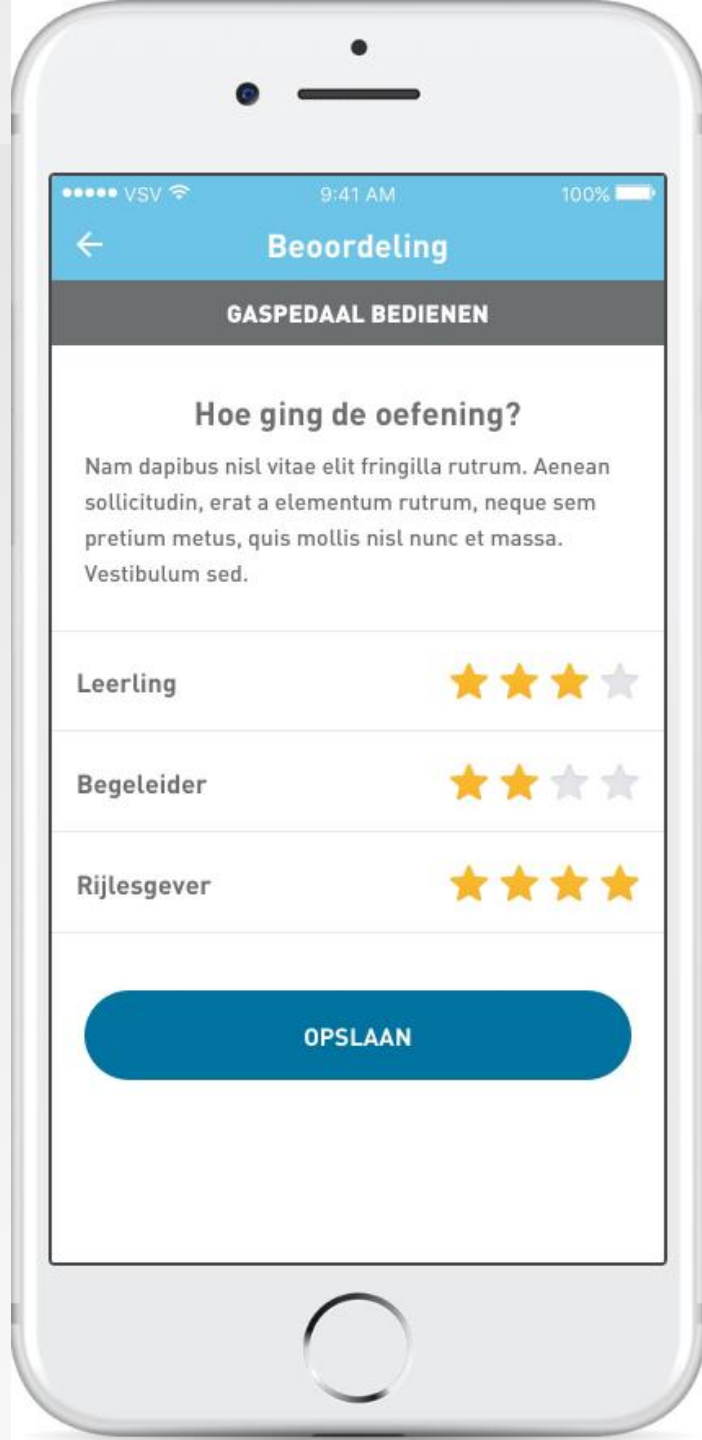 VSV 9:41 AM 100%
Beoordeling
GASPEDAAL BEDIENEN
Hoe ging de oefening?
Nam dapibus nisl vitae elit fringilla rutrum. Aenean
sollicitudin, erat a elementum rutrum, neque sem
pretium metus, quis mollis nisl nunc et massa.
Vestibulum sed.
Leerling
Begeleider
Rijlesgever
OPSLAAN